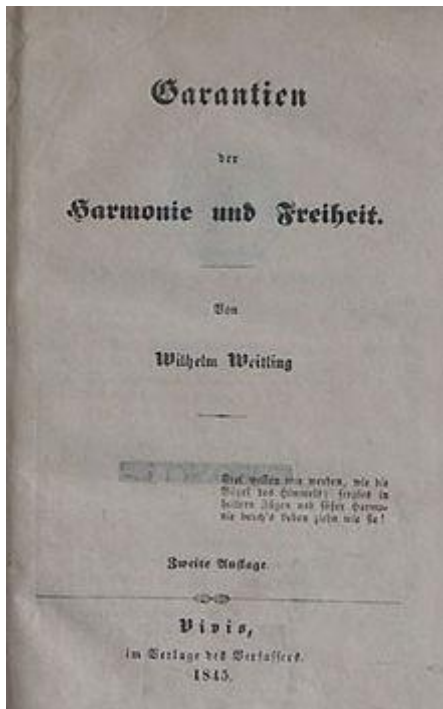 Garantien
der
Harmonie und Freiheit.
Von
Wilhelm Weitling
Frei wollen wir werden, wie die
Vögel des Himmels; sorglos in
heitern Zügen und süßer Harmo-
nie durch's Leben ziehn wie sie!
Zweite Auflage.
Vivis,
im Verlage des Verfassers.
1845.